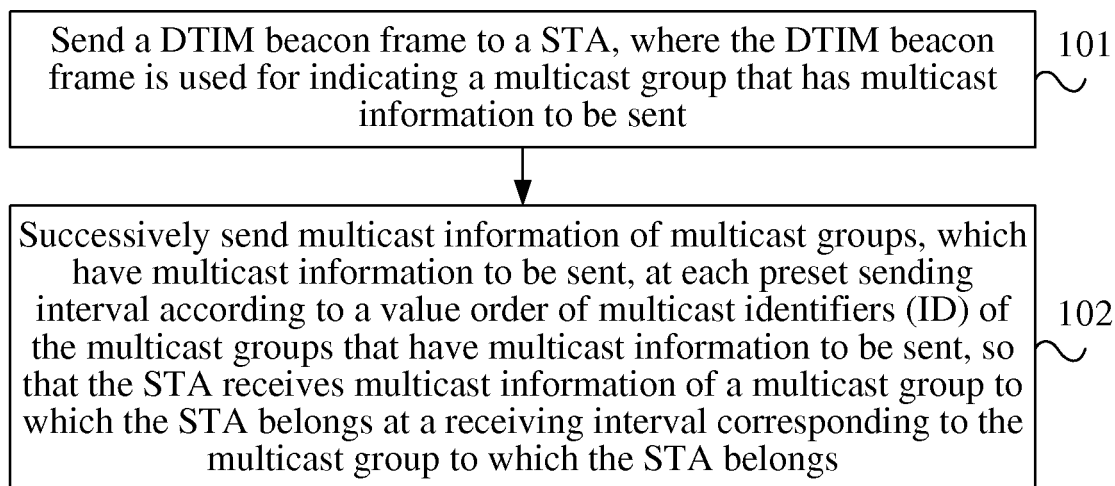 Send a DTIM beacon frame to a STA, where the DTIM beacon
frame is used for indicating a multicast group that has multicast
information to be sent
101
Successively send multicast information of multicast groups, which
have multicast information to be sent, at each preset sending
interval according to a value order of multicast identifiers (ID) of
the multicast groups that have multicast information to be sent, so
that the STA receives multicast information of a multicast group to
which the STA belongs at a receiving interval corresponding to the
multicast group to which the STA belongs
102